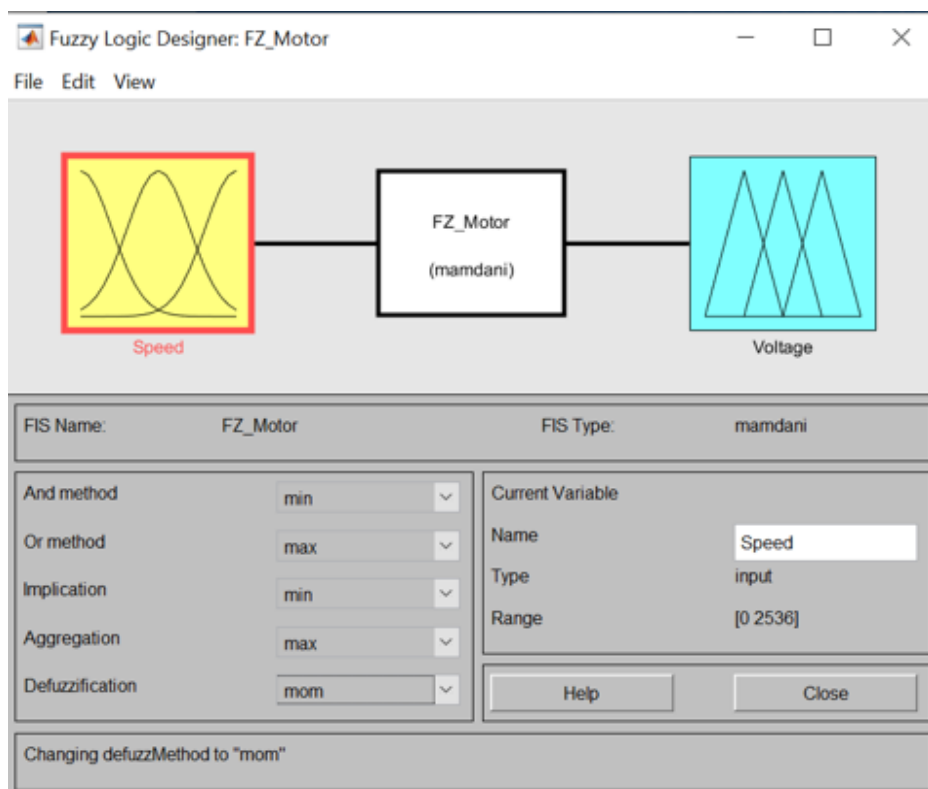 Fuzzy Logic Designer: FZ_Motor
File Edit View
FZ_Motor
(mamdani)
Speed
Voltage
FIS Name: FZ_Motor FIS Type: mamdani
And method min
Or method max
Implication min
Aggregation max
Defuzzification mom
Current Variable
Name Speed
Type input
Range [0 2536]
Help Close
Changing defuzzMethod to "mom"